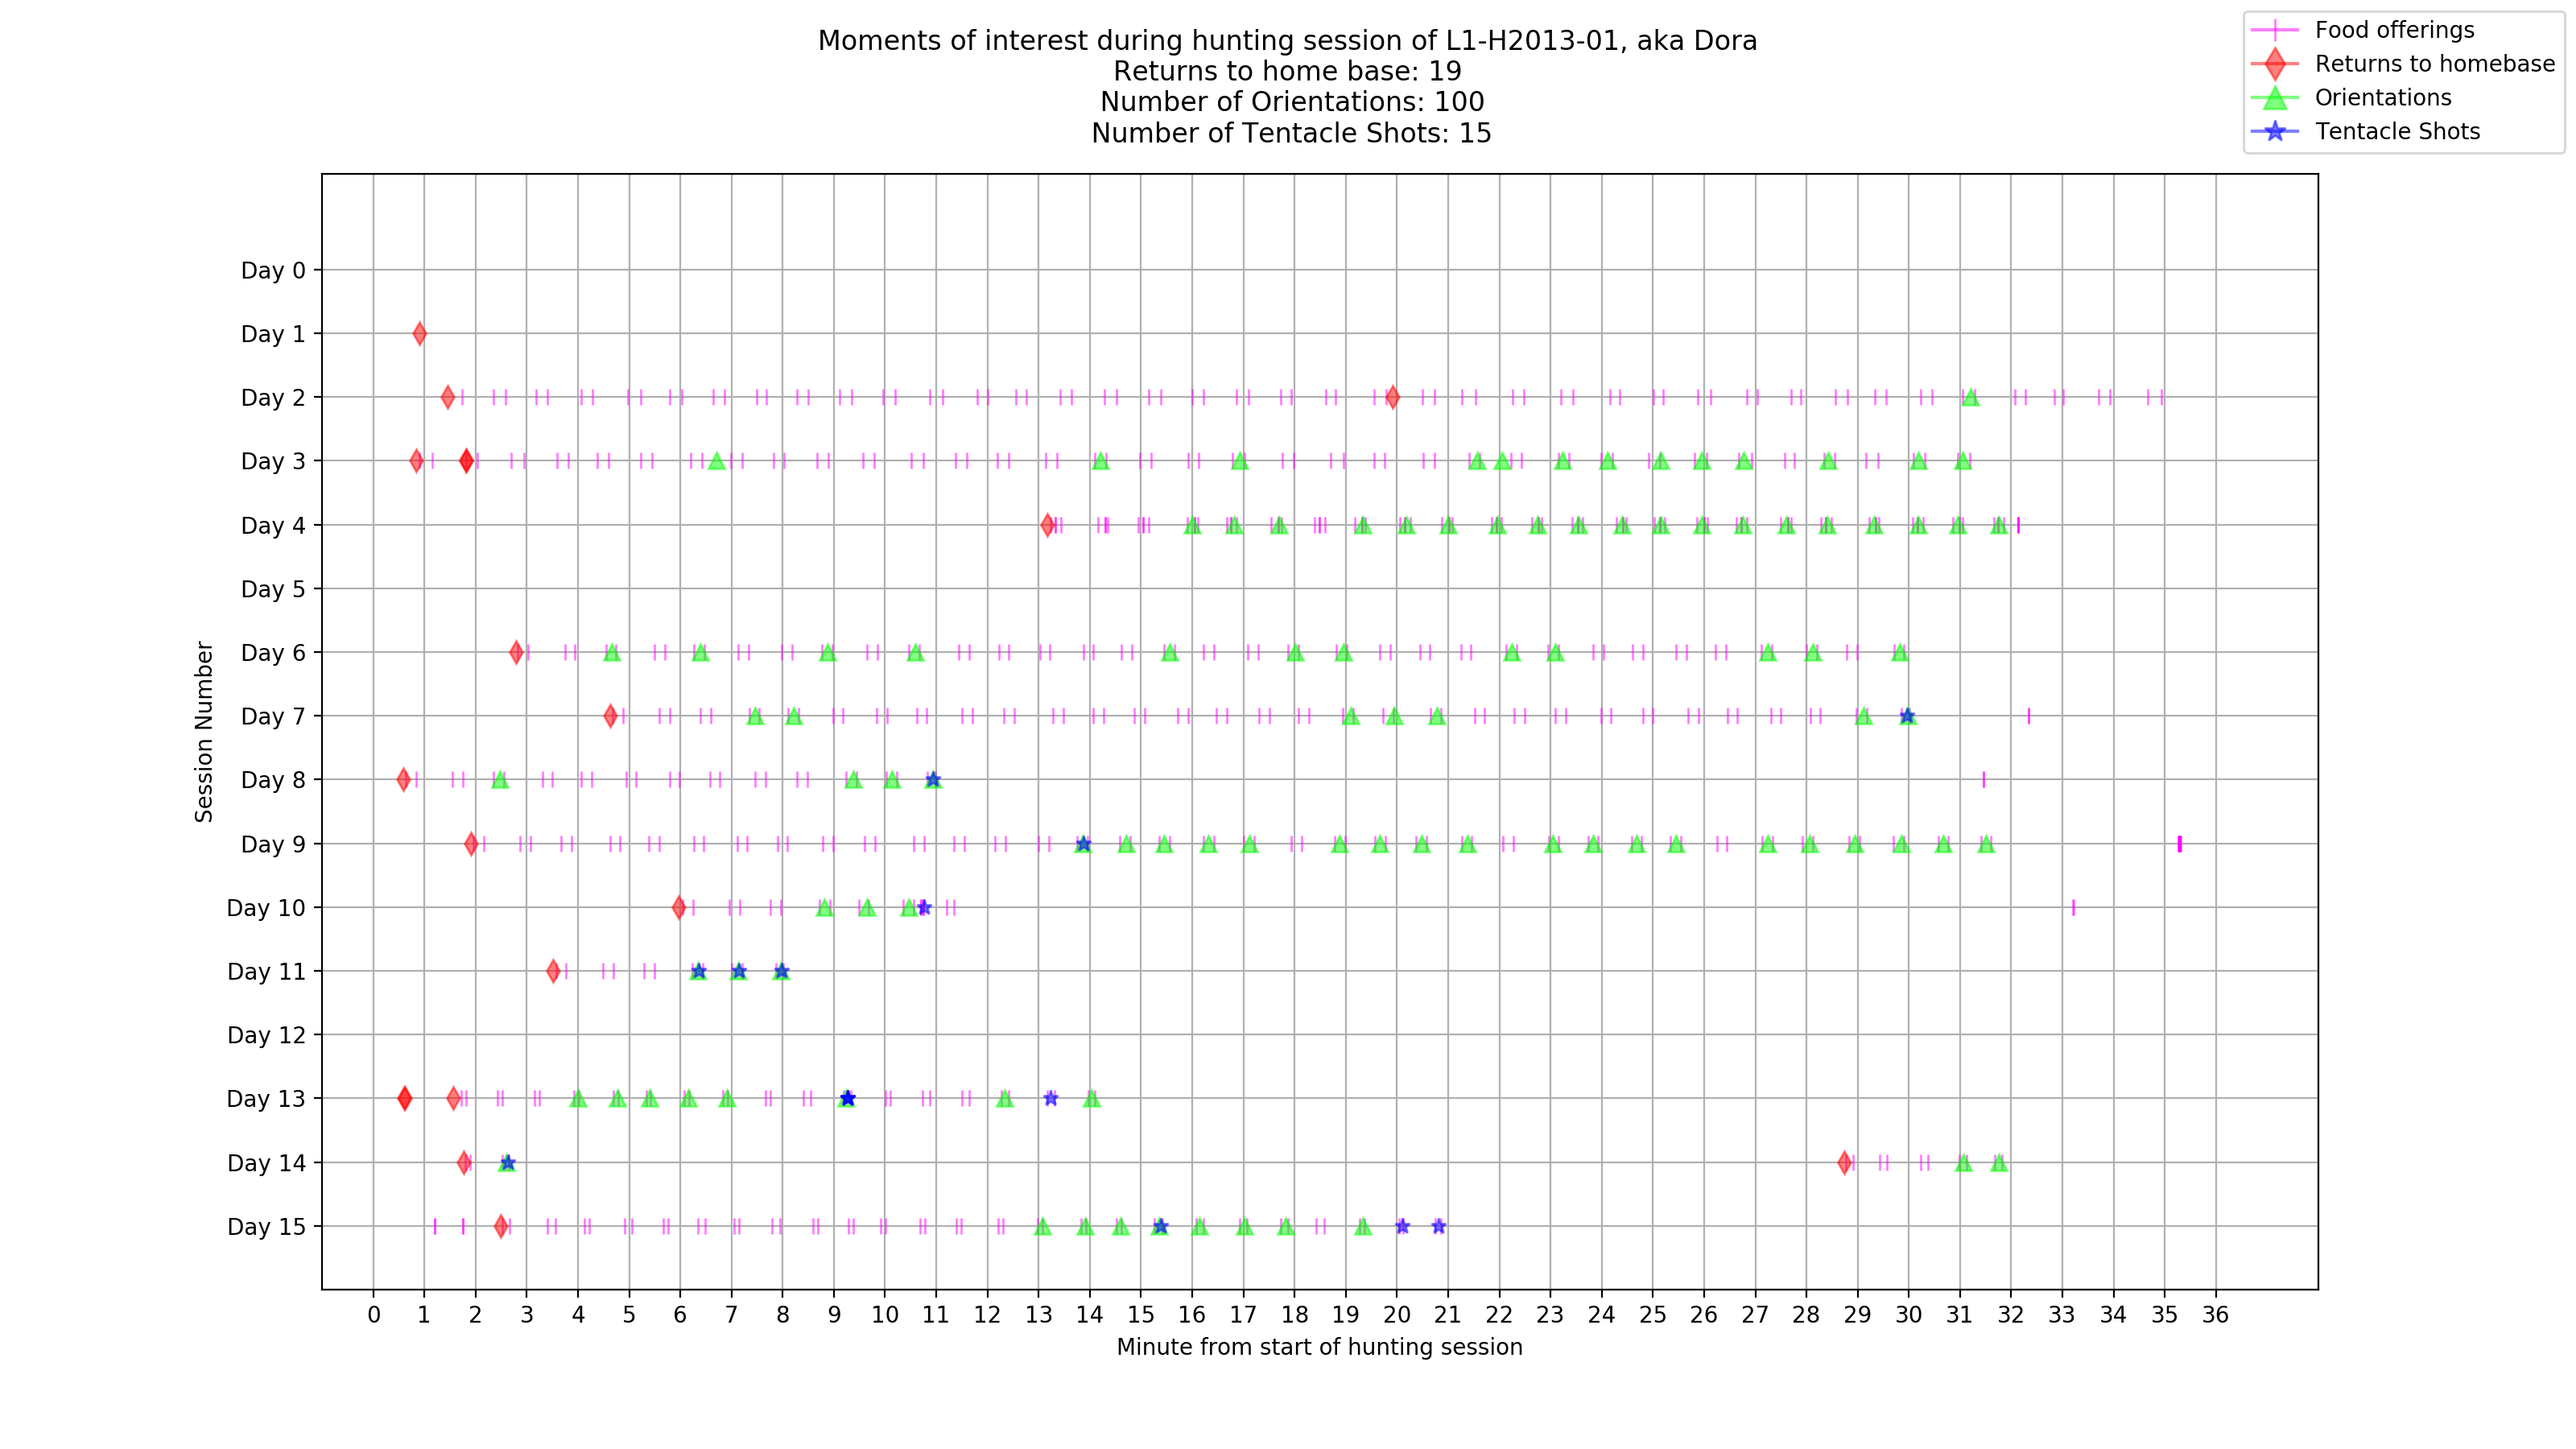 Moments of interest during hunting session of L1-H2013-01, aka Dora
Returns to home base: 19
Number of Orientations: 100
Number of Tentacle Shots: 15
Food offerings
Returns to homebase
Orientations
Tentacle Shots
Session Number
Day 0
Day 1
Day 2
Day 3
Day 4
Day 5
Day 6
Day 7
Day 8
Day 9
Day 10
Day 11
Day 12
Day 13
Day 14
Day 15
0 1 2 3 4 5 6 7 8 9 10 11 12 13 14 15 16 17 18 19 20 21 22 23 24 25 26 27 28 29 30 31 32 33 34 35 36
Minute from start of hunting session